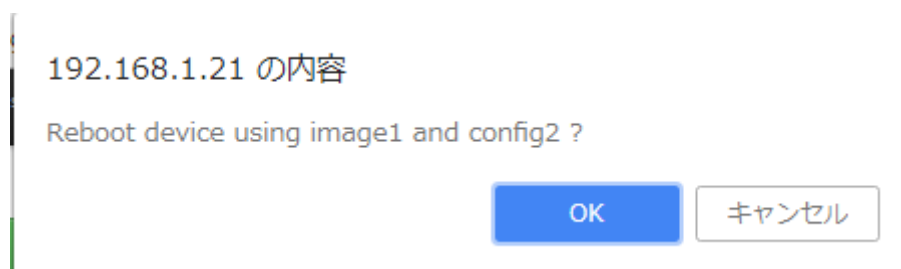 192.168.1.21 の内容
Reboot device using image1 and config2 ?
OK
キャンセル